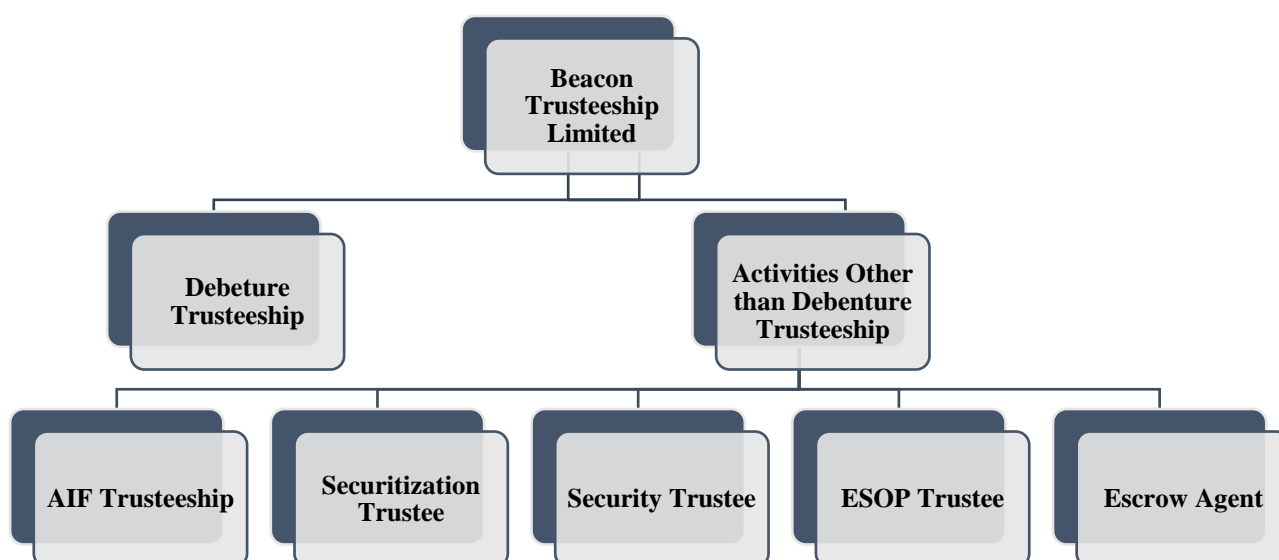 Beacon
Trusteeship
Limited
Debeture
Trusteeship
Activities Other
than Debenture
Trusteeship
AIF Trusteeship
Securitization
Trustee
Security Trustee
ESOP Trustee
Escrow Agent